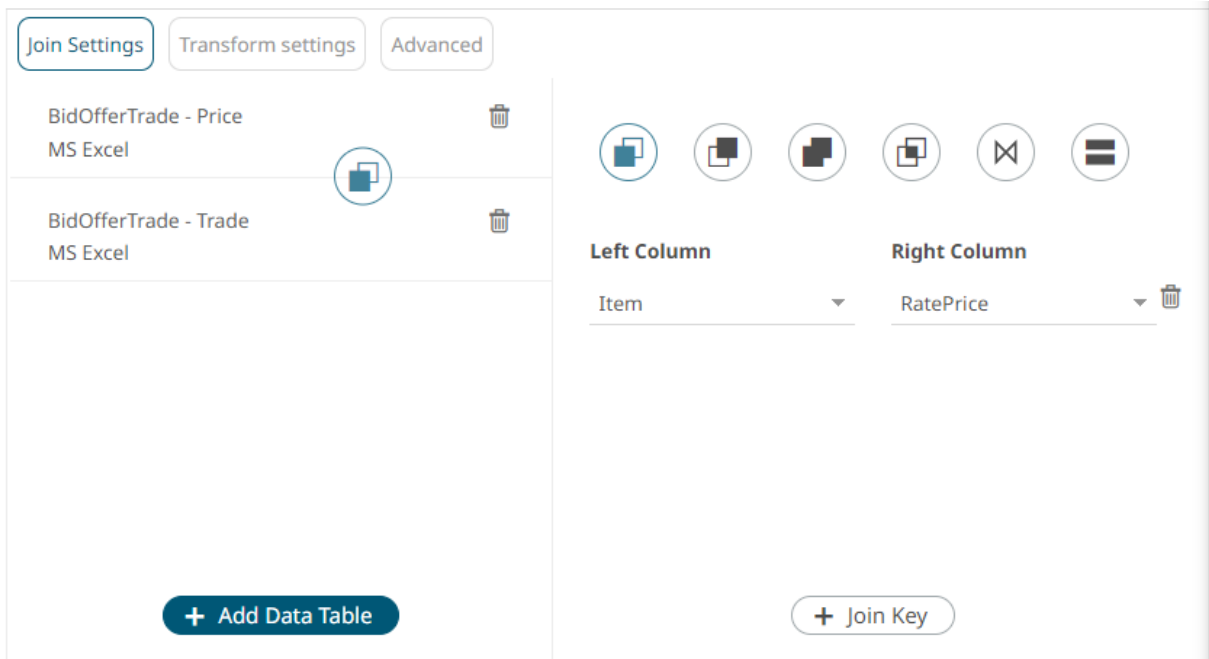 Join Settings
Transform settings
Advanced
BidOfferTrade - Price
MS Excel
BidOfferTrade - Trade
MS Excel
+ Add Data Table
Left Column
Right Column
Item
RatePrice
+ Join Key